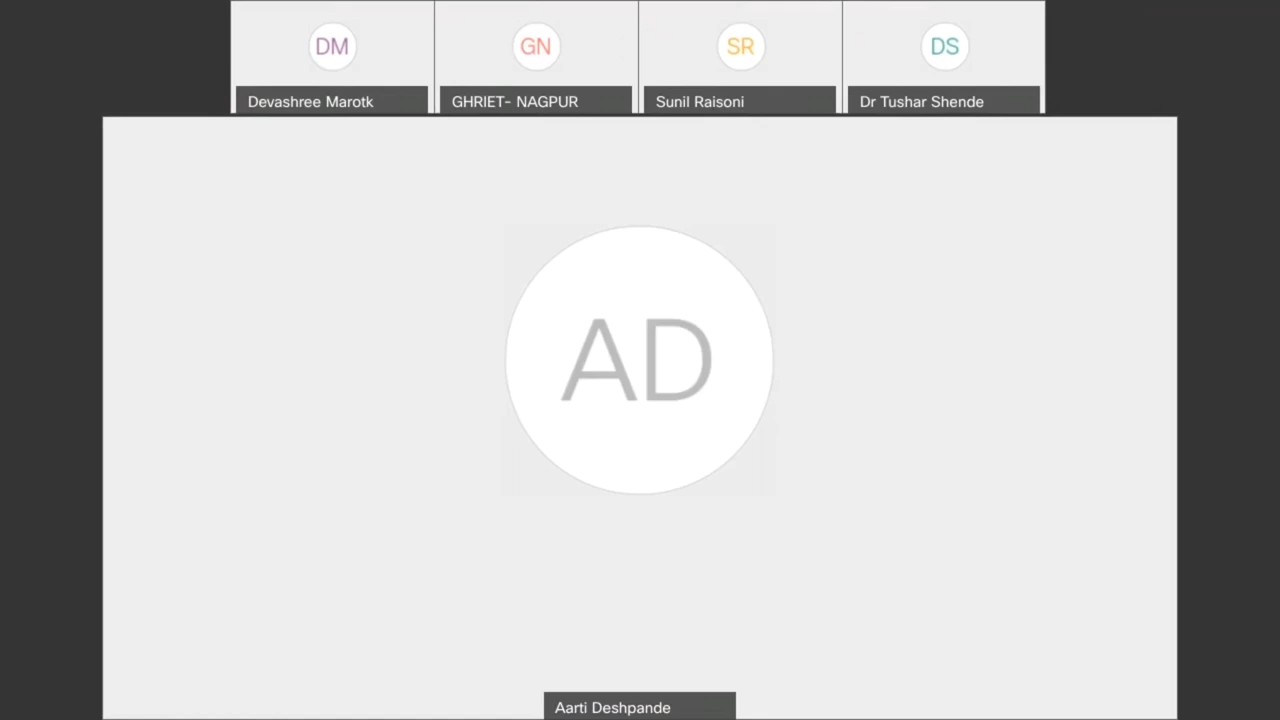 DM
GN
SR
DS
Devashree Marotk
GHRIET- NAGPUR
Sunil Raisoni
Dr Tushar Shende
AD
Aarti Deshpande